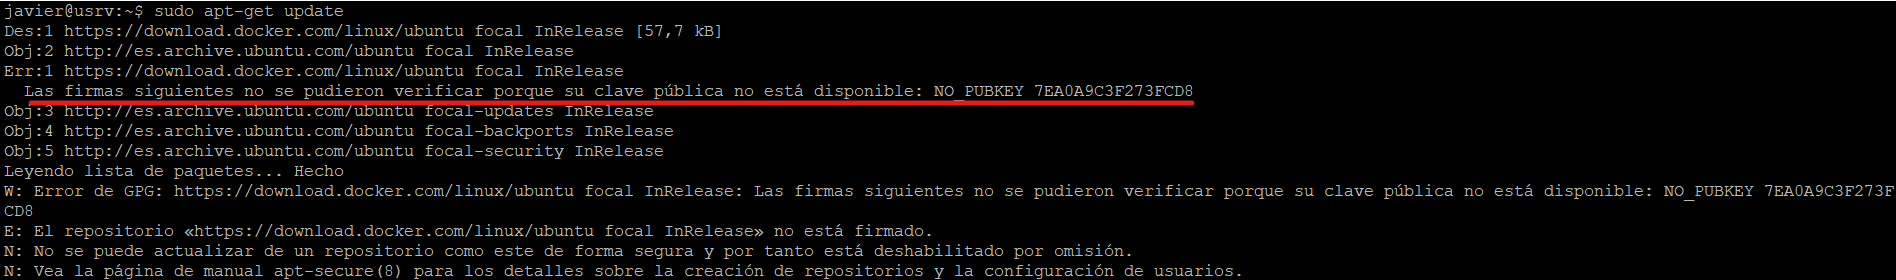 javier@usrv:~$ sudo apt-get update
Des:1 https://download.docker.com/linux/ubuntu focal InRelease [57,7 kB]
Obj:2 http://es.archive.ubuntu.com/ubuntu focal InRelease
Err:1 https://download.docker.com/linux/ubuntu focal InRelease
  Las firmas siguientes no se pudieron verificar porque su clave pública no está disponible: NO_PUBKEY 7EA0A9C3F273FCD8
Obj:3 http://es.archive.ubuntu.com/ubuntu focal-updates InRelease
Obj:4 http://es.archive.ubuntu.com/ubuntu focal-backports InRelease
Obj:5 http://es.archive.ubuntu.com/ubuntu focal-security InRelease
Leyendo lista de paquetes... Hecho
W: Error de GPG: https://download.docker.com/linux/ubuntu focal InRelease: Las firmas siguientes no se pudieron verificar porque su clave pública no está disponible: NO_PUBKEY 7EA0A9C3F273F
CD8
E: El repositorio «https://download.docker.com/linux/ubuntu focal InRelease» no está firmado.
N: No se puede actualizar de un repositorio como este de forma segura y por tanto está deshabilitado por omisión.
N: Vea la página de manual apt-secure(8) para los detalles sobre la creación de repositorios y la configuración de usuarios.